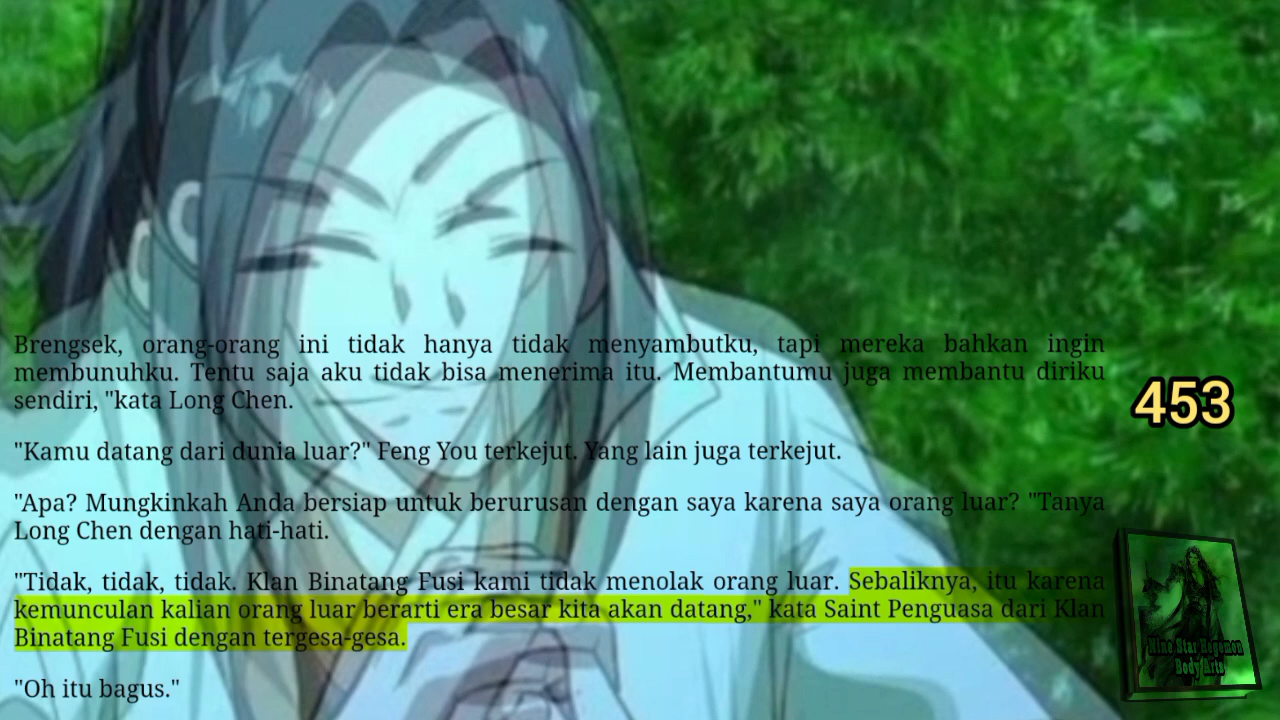 Brengsek, orang-orang ini tidak hanya tidak menyambutku, tapi mereka bahkan ingin
membunuhku. Tentu saja aku tidak bisa menerima itu. Membantumu juga membantu diriku
sendiri, "kata Long Chen.
"Kamu datang dari dunia luar?" Feng You terkejut. Yang lain juga terkejut.
"Apa? Mungkinkah Anda bersiap untuk berurusan dengan saya karena saya orang luar? "Tanya
Long Chen dengan hati-hati.
"Tidak, tidak, tidak. Klan Binatang Fusi kami tidak menolak orang luar. Sebaliknya, itu karena
kemunculan kalian orang luar berarti era besar kita akan datang," kata Saint Penguasa dari Klan
Binatang Fusi dengan tergesa-gesa.
"Oh itu bagus."
453
Nine Star Hegemon
Body Arts